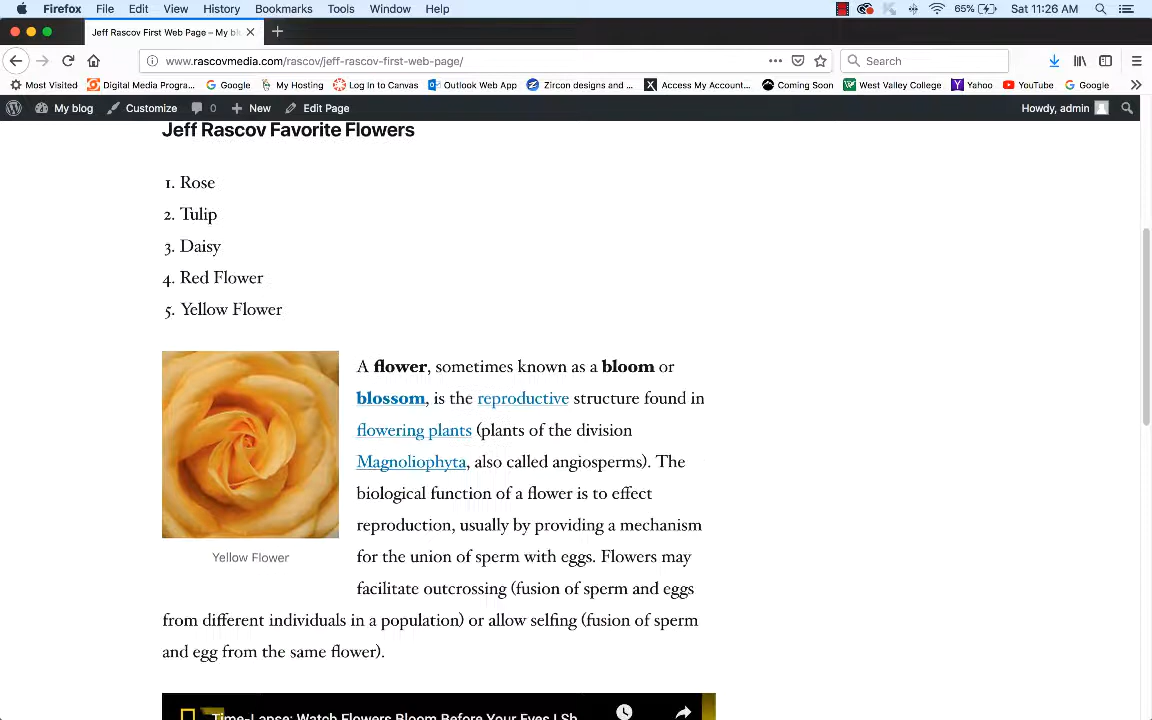 Firefox File Edit View History Bookmarks Tools Window Help 65% Sat 11:26 AM
Jeff Rascov First Web Page – My bl
www.rascovmedia.com/rascov/jeff-rascov-first-web-page/ Search
Most Visited Digital Media Progra... Google My Hosting Log In to Canvas Outlook Web App Zircon designs and ... Access My Account... Coming Soon West Valley College Yahoo YouTube Google
My blog Customize 0 New Edit Page Howdy, admin
Jeff Rascov Favorite Flowers
1. Rose
2. Tulip
3. Daisy
4. Red Flower
5. Yellow Flower
A flower, sometimes known as a bloom or
blossom, is the reproductive structure found in
flowering plants (plants of the division
Magnoliophyta, also called angiosperms). The
biological function of a flower is to effect
reproduction, usually by providing a mechanism
for the union of sperm with eggs. Flowers may
facilitate outcrossing (fusion of sperm and eggs
from different individuals in a population) or allow selfing (fusion of sperm
and egg from the same flower).
Yellow Flower
Time-Lapse: Watch Flowers Bloom Before Your Eyes | Sh